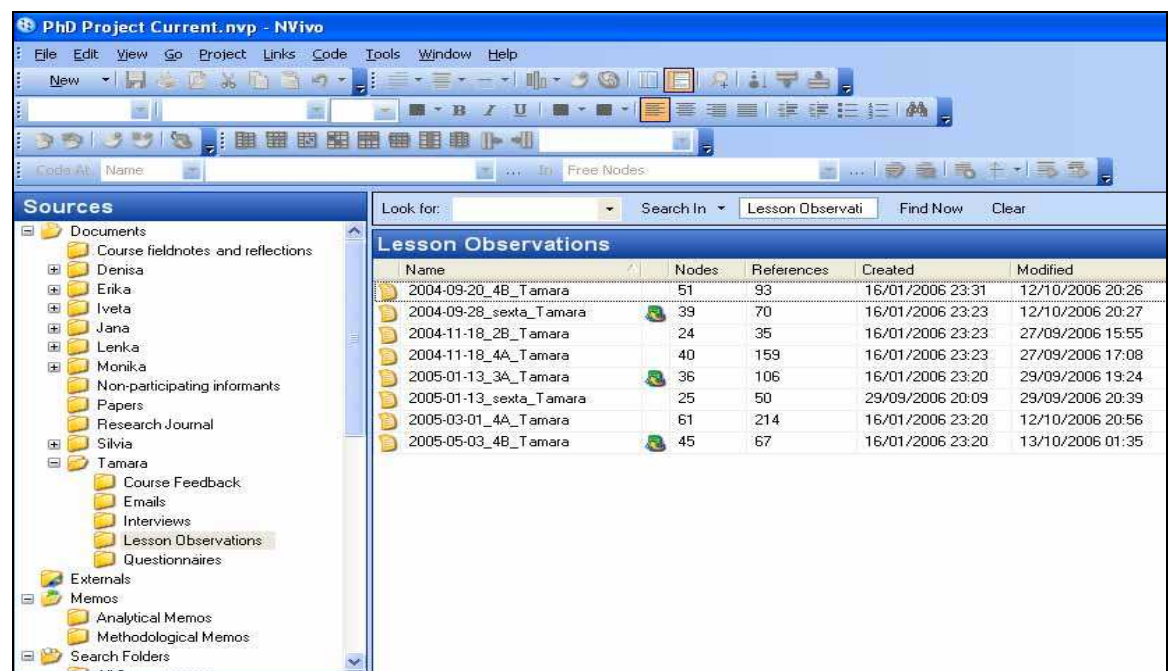 PhD Project Current.nvp - NVivo
File Edit View Go Project Links Code Tools Window Help
New
B I U
Code At Name ... In Free Nodes ...
Sources
Documents
Course fieldnotes and reflections
Denisa
Erika
Iveta
Jana
Lenka
Monika
Non-participating informants
Papers
Research Journal
Silvia
Tamara
Course Feedback
Emails
Interviews
Lesson Observations
Questionnaires
Externals
Memos
Analytical Memos
Methodological Memos
Search Folders
Look for: Search In Lesson Observati Find Now Clear
Lesson Observations
Name Nodes References Created Modified
2004-09-20_4B_Tamara 51 93 16/01/2006 23:31 12/10/2006 20:26
2004-09-28_sexta_Tamara 39 70 16/01/2006 23:23 12/10/2006 20:27
2004-11-18_2B_Tamara 24 35 16/01/2006 23:23 27/09/2006 15:55
2004-11-18_4A_Tamara 40 159 16/01/2006 23:23 27/09/2006 17:08
2005-01-13_3A_Tamara 36 106 16/01/2006 23:20 29/09/2006 19:24
2005-01-13_sexta_Tamara 25 50 29/09/2006 20:09 29/09/2006 20:39
2005-03-01_4A_Tamara 61 214 16/01/2006 23:20 12/10/2006 20:56
2005-05-03_4B_Tamara 45 67 16/01/2006 23:20 13/10/2006 01:35